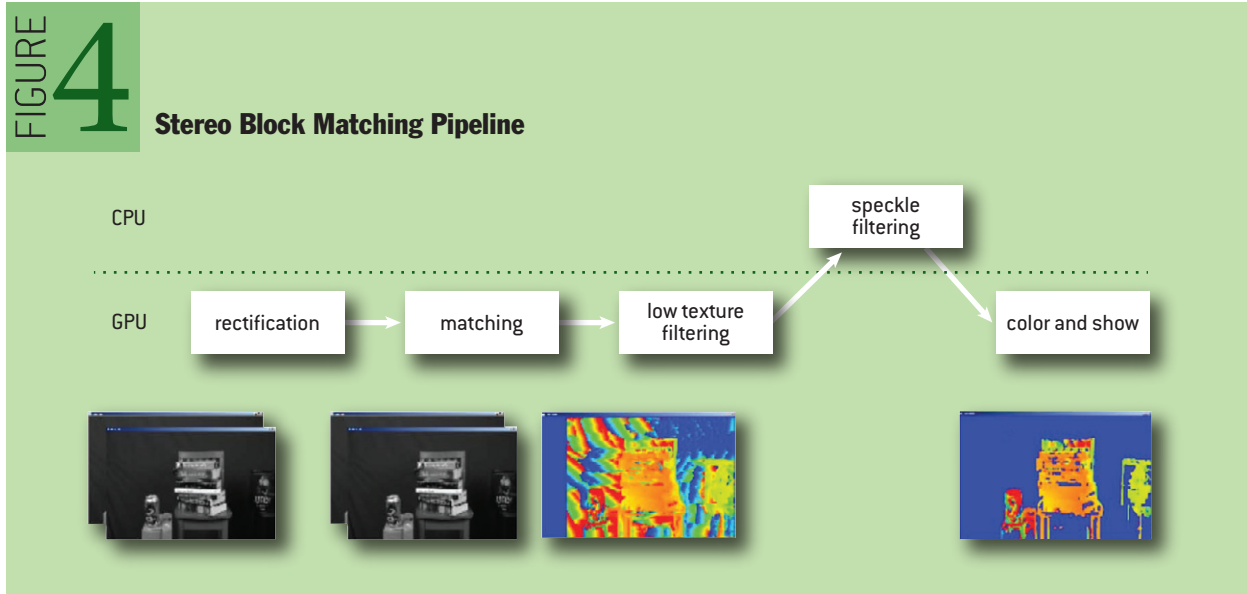 FIGURE 4
Stereo Block Matching Pipeline
CPU
speckle
filtering
GPU
rectification
matching
low texture
filtering
color and show